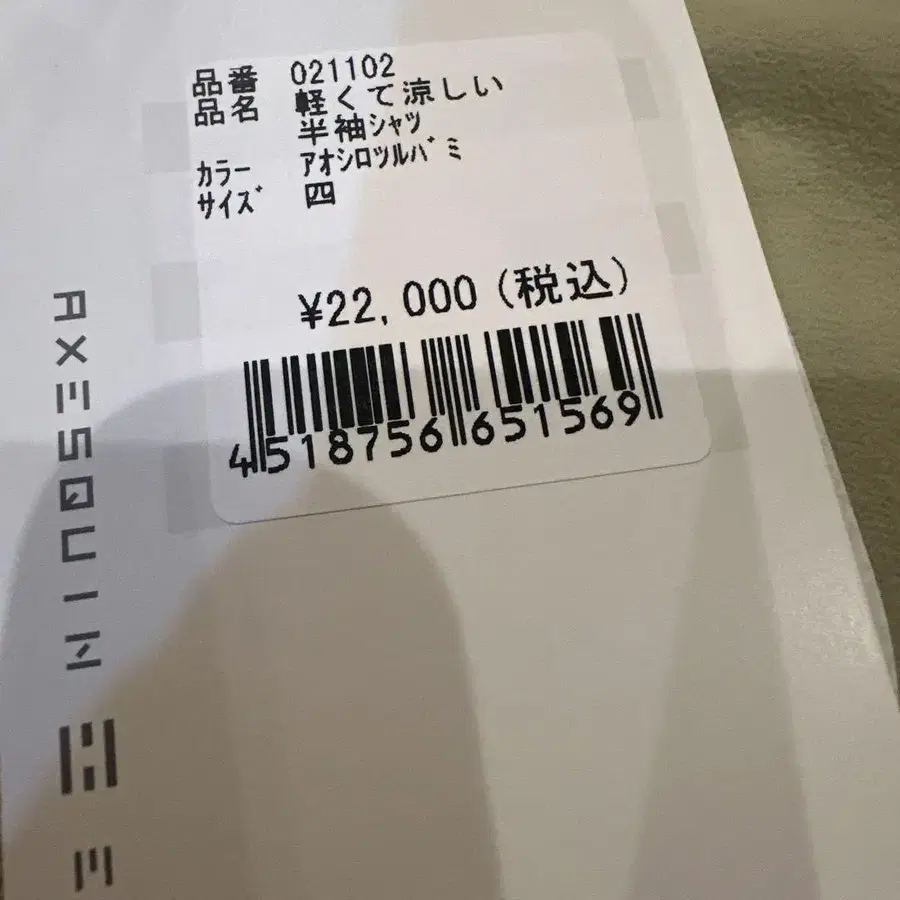 品番 021102
品名 軽くて涼しい
半袖ｼｬﾂ
ｶﾗｰ ｱｵｼﾛﾂﾙﾊﾞﾐ
ｻｲｽﾞ 四
¥22,000 (税込)
4518756651569
AXESQUIN